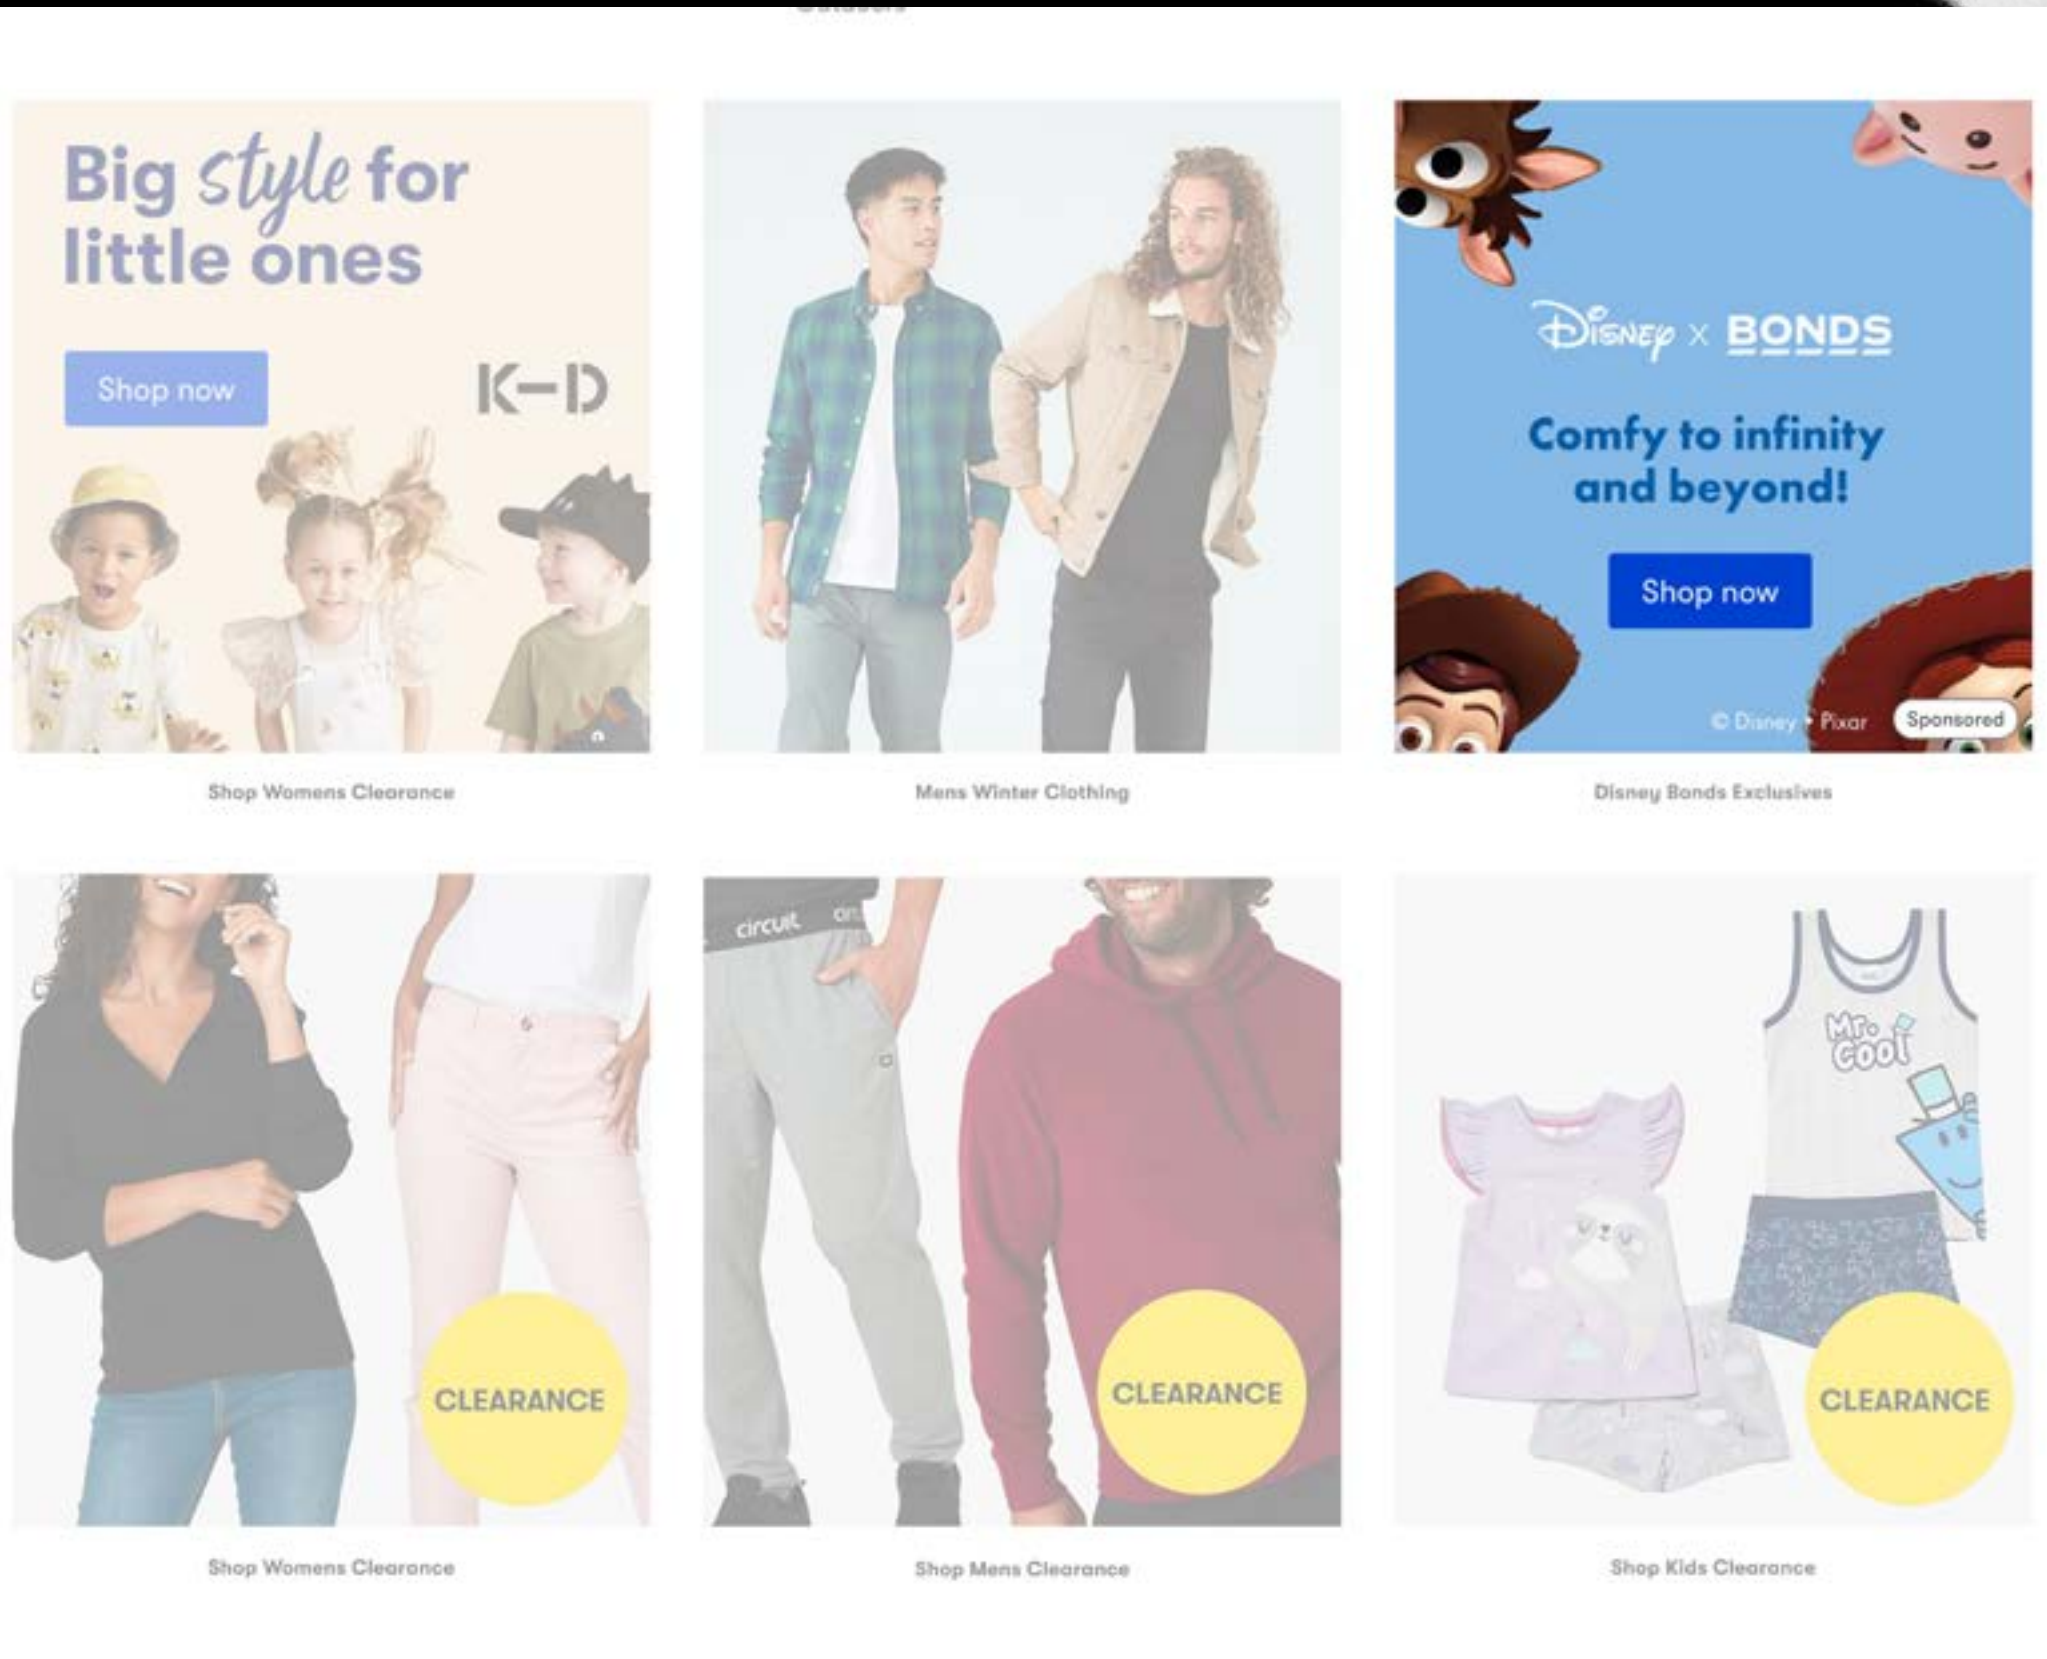 Big style for
little ones
Shop now
K–D
Shop Womens Clearance
Mens Winter Clothing
Disney x BONDS
Comfy to infinity
and beyond!
Shop now
© Disney • Pixar
Sponsored
Disney Bonds Exclusives
CLEARANCE
Shop Womens Clearance
circuit
CLEARANCE
Shop Mens Clearance
Mr.
Cool
CLEARANCE
Shop Kids Clearance